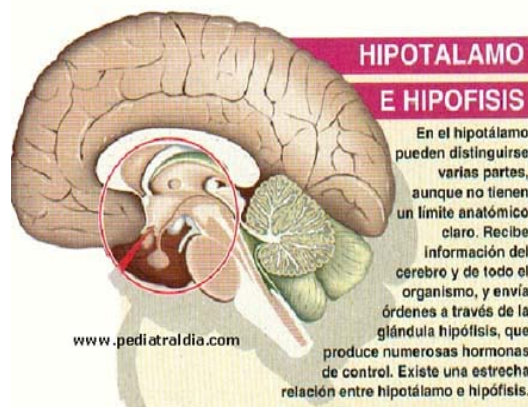 HIPOTALAMO
E HIPOFISIS
En el hipotálamo
pueden distinguirse
varias partes,
aunque no tienen
un límite anatómico
claro. Recibe
información del
cerebro y de todo el
organismo, y envía
órdenes a través de la
glándula hipófisis, que
produce numerosas hormonas
de control. Existe una estrecha
relación entre hipotálamo e hipófisis.
www.pediatraldia.com